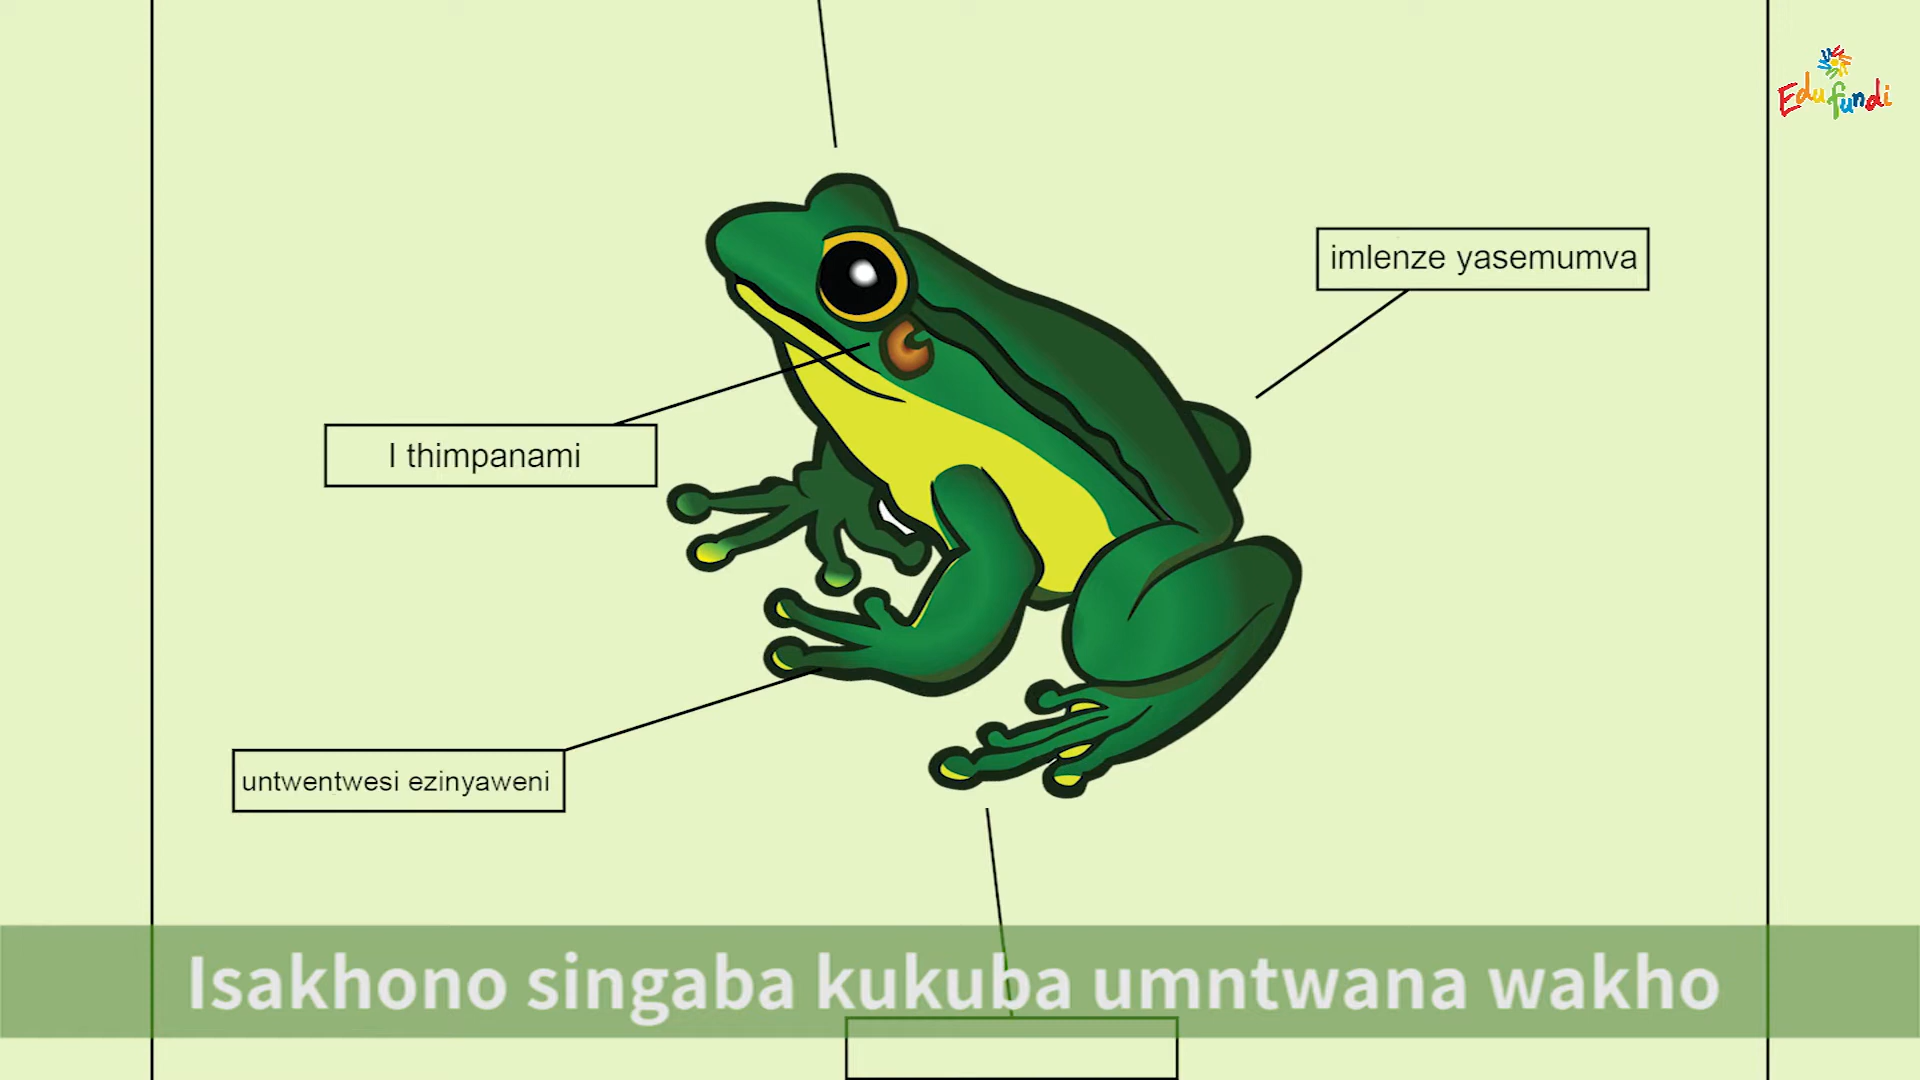 Edufundi
imlenze yasemumva
I thimpanami
untwentwesi ezinyaweni
Isakhono singaba kukuba umntwana wakho